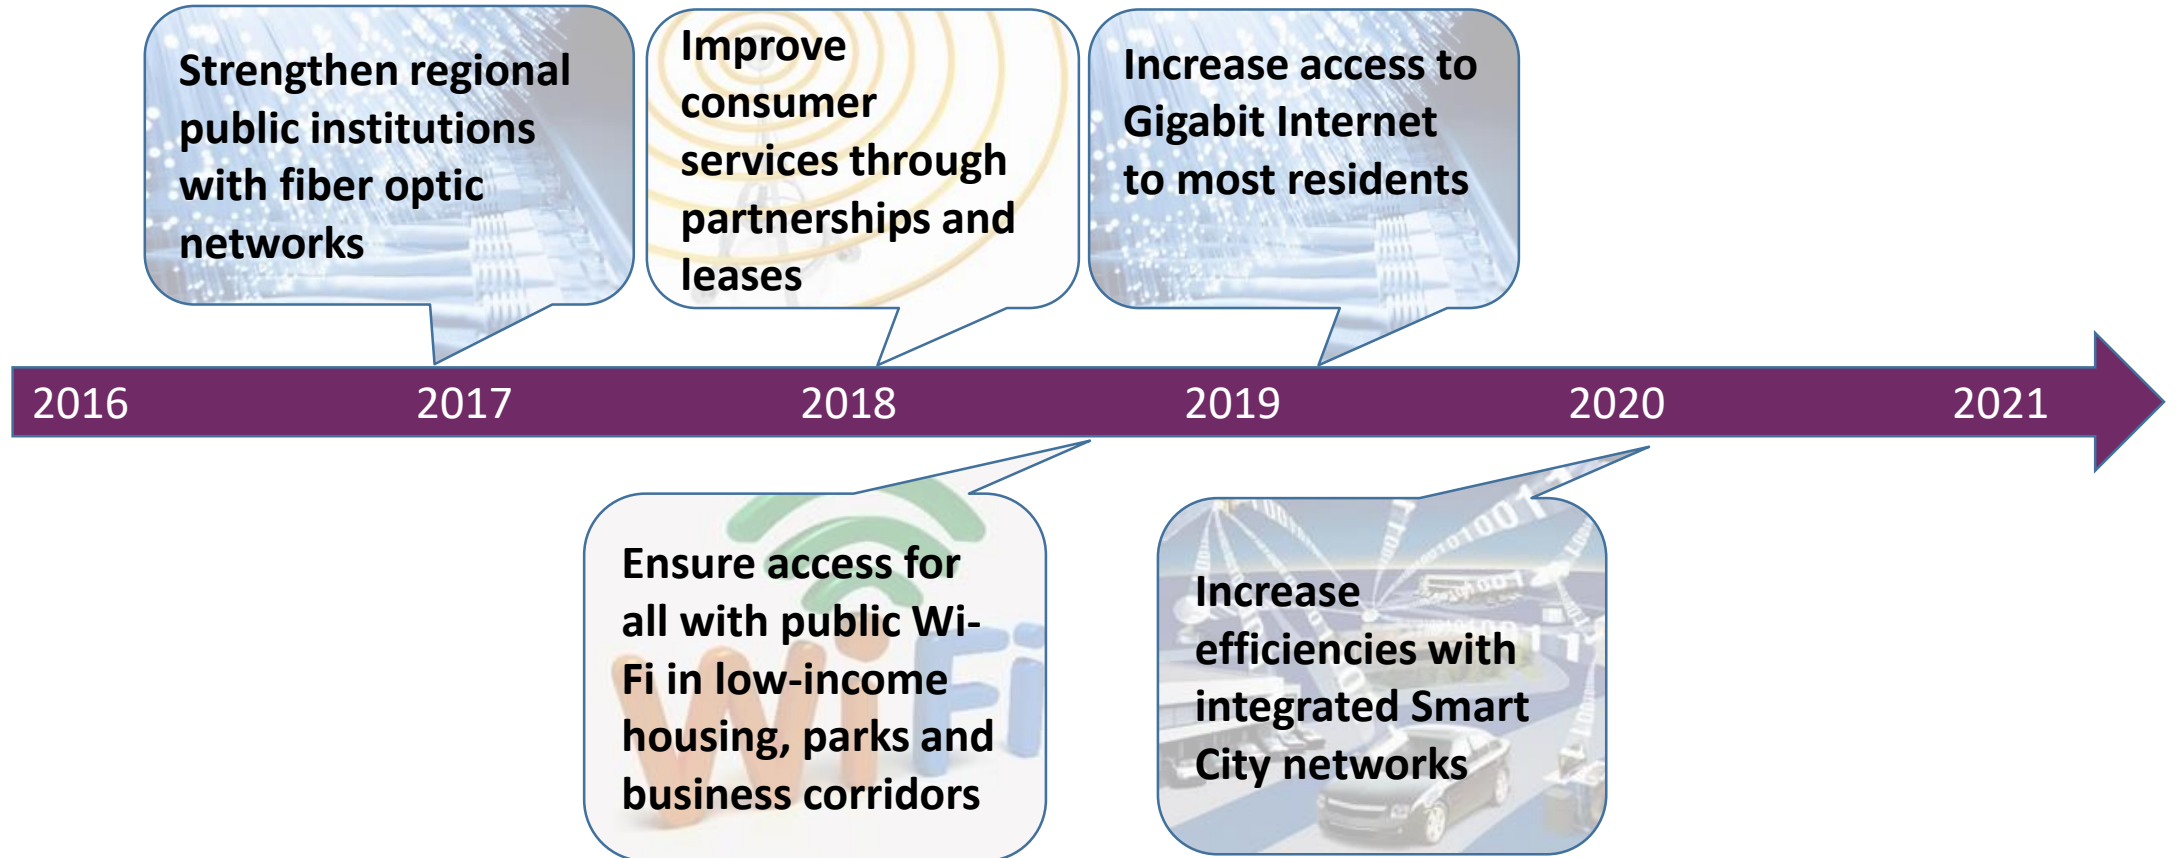 Strengthen regional
public institutions
with fiber optic
networks
Improve
consumer
services through
partnerships and
leases
Increase access to
Gigabit Internet
to most residents
2016 2017 2018 2019 2020 2021
Ensure access for
all with public Wi-
Fi in low-income
housing, parks and
business corridors
WiFi
Increase
efficiencies with
integrated Smart
City networks